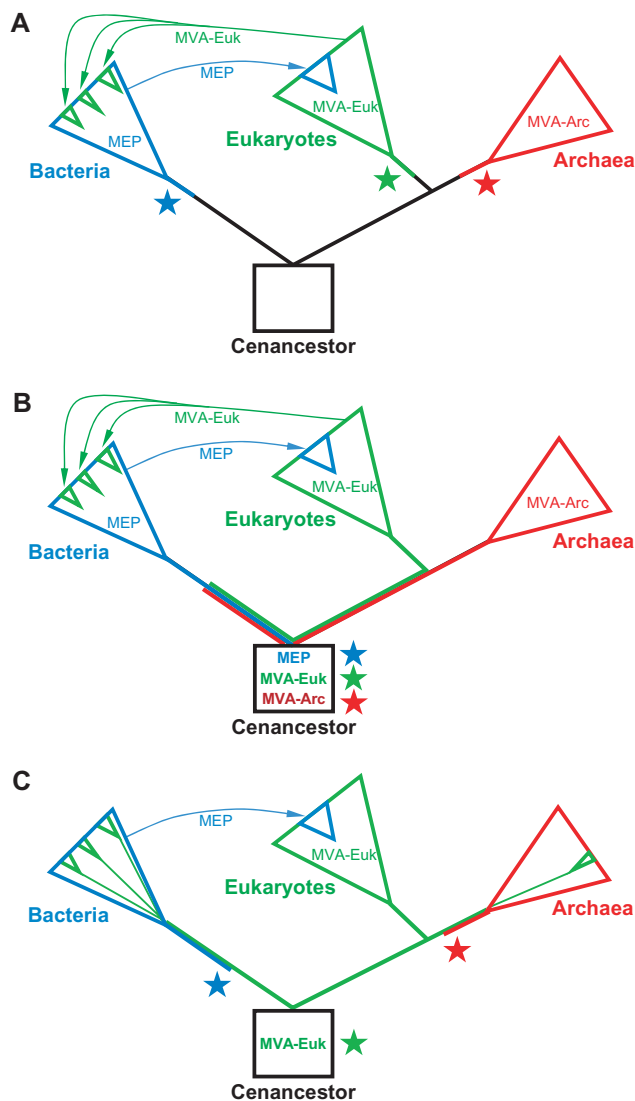 A
MVA-Euk
MEP
MVA-Euk
MEP
MVA-Arc
Eukaryotes
Bacteria
Archaea
Cenancestor
B
MVA-Euk
MEP
MVA-Euk
MEP
MVA-Arc
Eukaryotes
Bacteria
Archaea
MEP
MVA-Euk
MVA-Arc
Cenancestor
C
MEP
MVA-Euk
Eukaryotes
Bacteria
Archaea
MVA-Euk
Cenancestor